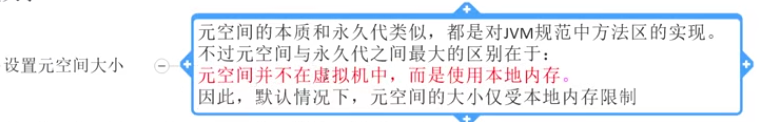 元空间的本质和永久代类似，都是对JVM规范中方法区的实现。
不过元空间与永久代之间最大的区别在于：
设置元空间大小
元空间并不在虚拟机中，而是使用本地内存。
因此，默认情况下，元空间的大小仅受本地内存限制